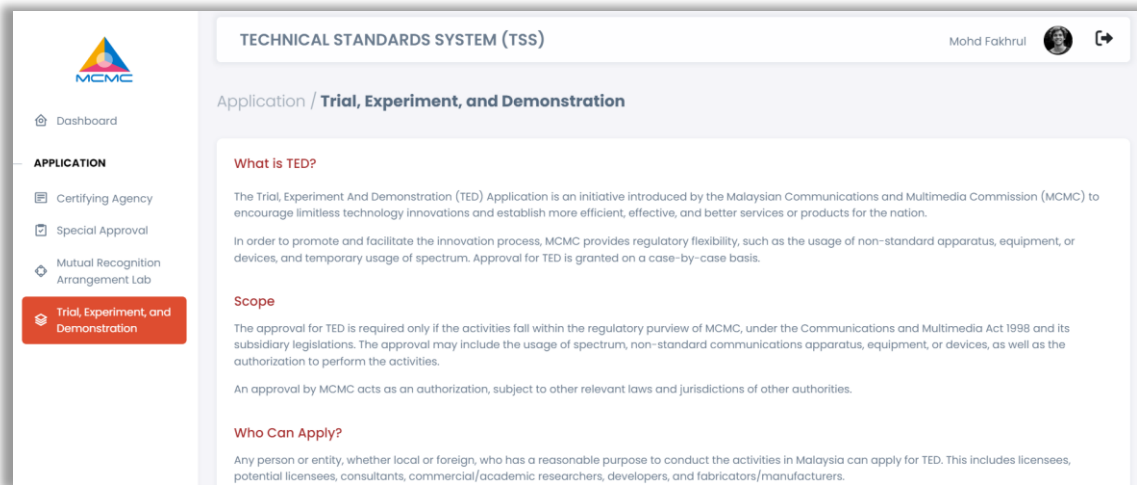 MCMC
Dashboard
APPLICATION
Certifying Agency
Special Approval
Mutual Recognition
Arrangement Lab
Trial, Experiment, and
Demonstration
TECHNICAL STANDARDS SYSTEM (TSS)
Mohd Fakhrul
Application / Trial, Experiment, and Demonstration
What is TED?
The Trial, Experiment And Demonstration (TED) Application is an initiative introduced by the Malaysian Communications and Multimedia Commission (MCMC) to
encourage limitless technology innovations and establish more efficient, effective, and better services or products for the nation.
In order to promote and facilitate the innovation process, MCMC provides regulatory flexibility, such as the usage of non-standard apparatus, equipment, or
devices, and temporary usage of spectrum. Approval for TED is granted on a case-by-case basis.
Scope
The approval for TED is required only if the activities fall within the regulatory purview of MCMC, under the Communications and Multimedia Act 1998 and its
subsidiary legislations. The approval may include the usage of spectrum, non-standard communications apparatus, equipment, or devices, as well as the
authorization to perform the activities.
An approval by MCMC acts as an authorization, subject to other relevant laws and jurisdictions of other authorities.
Who Can Apply?
Any person or entity, whether local or foreign, who has a reasonable purpose to conduct the activities in Malaysia can apply for TED. This includes licensees,
potential licensees, consultants, commercial/academic researchers, developers, and fabricators/manufacturers.